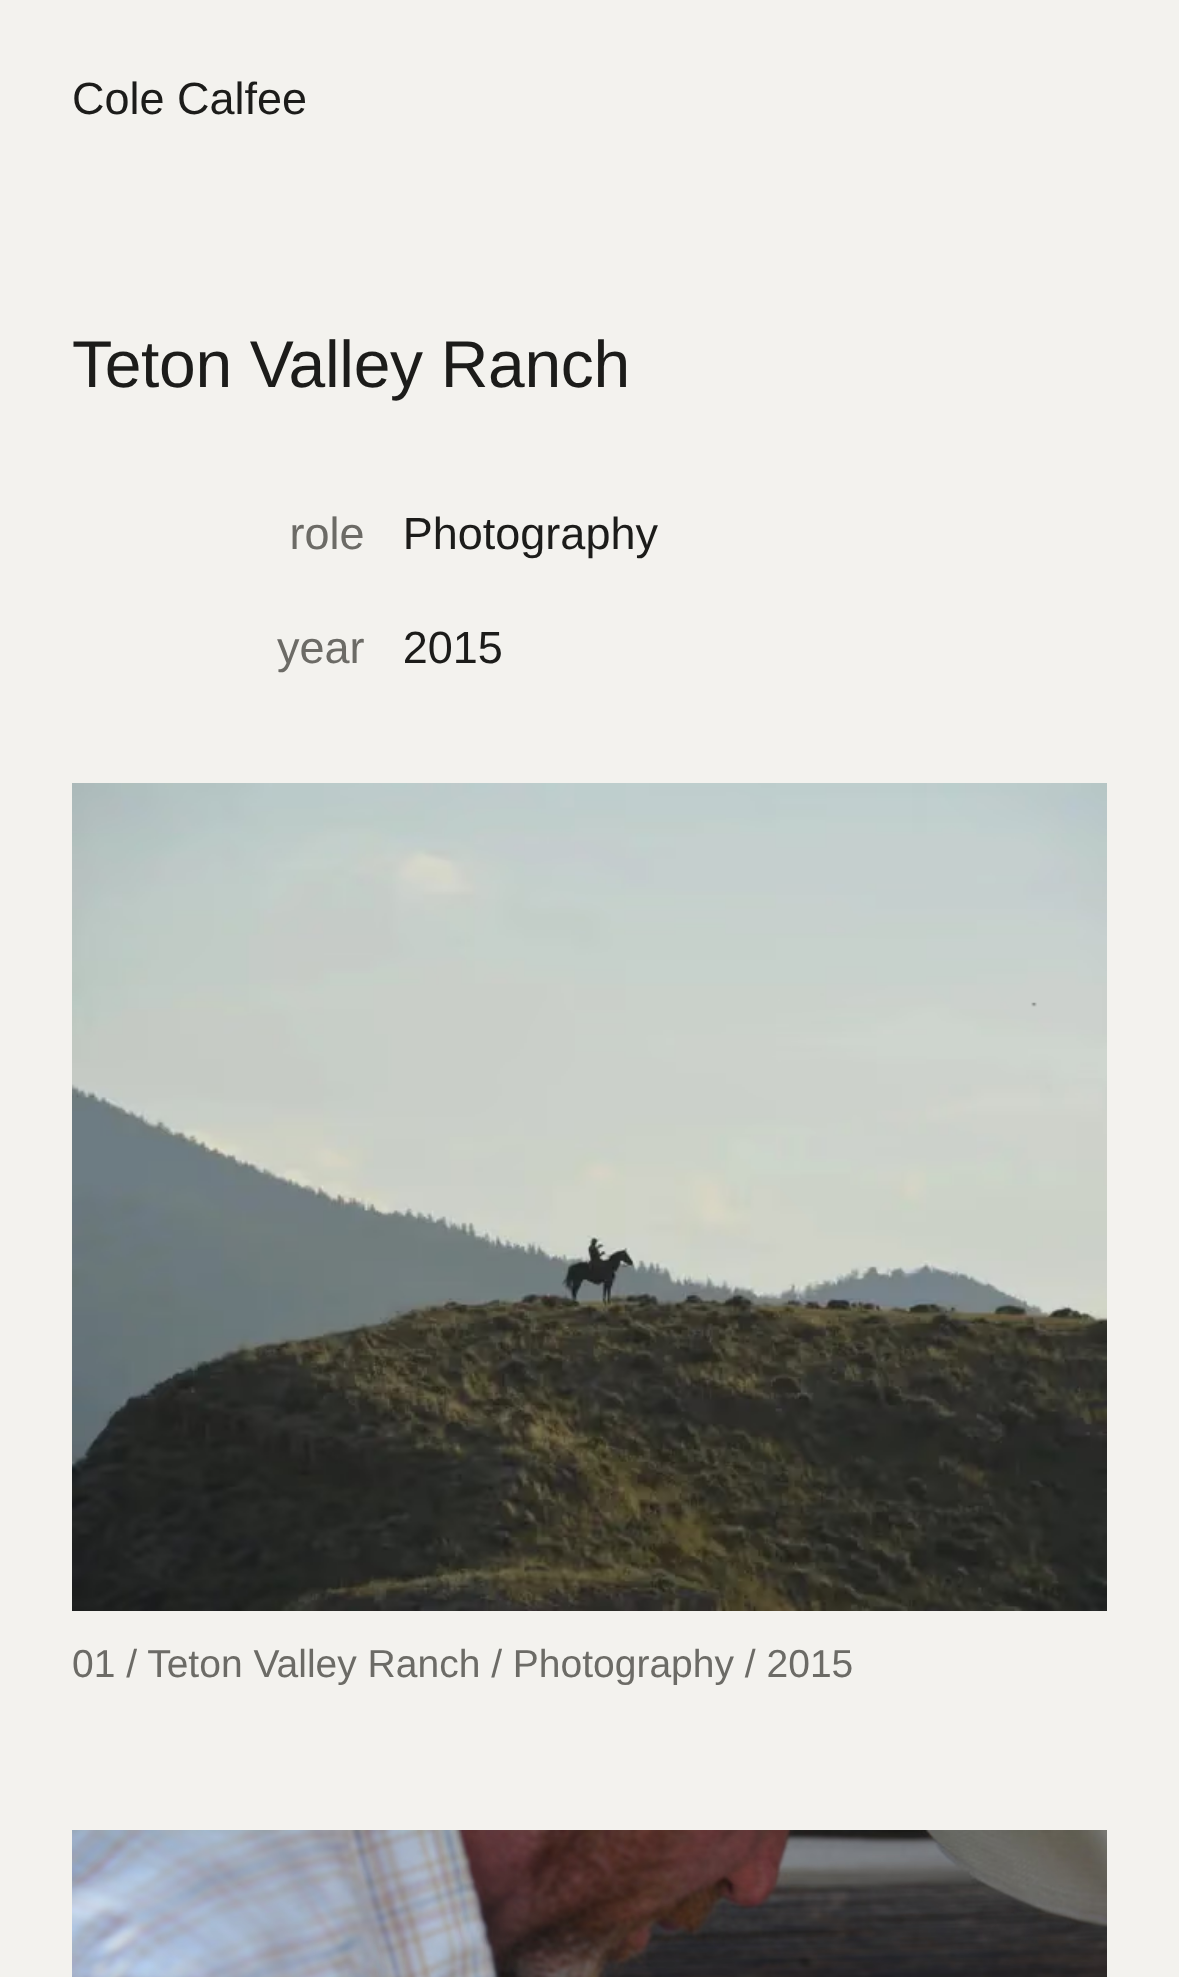 Cole Calfee
Teton Valley Ranch
role Photography
year 2015
01 / Teton Valley Ranch / Photography / 2015